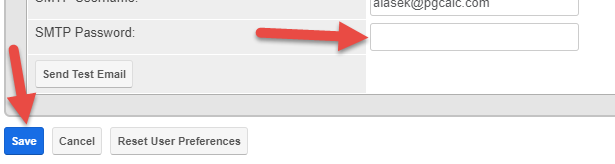 SMTP Username:
alasek@pgcalc.com
SMTP Password:
Send Test Email
Save Cancel Reset User Preferences